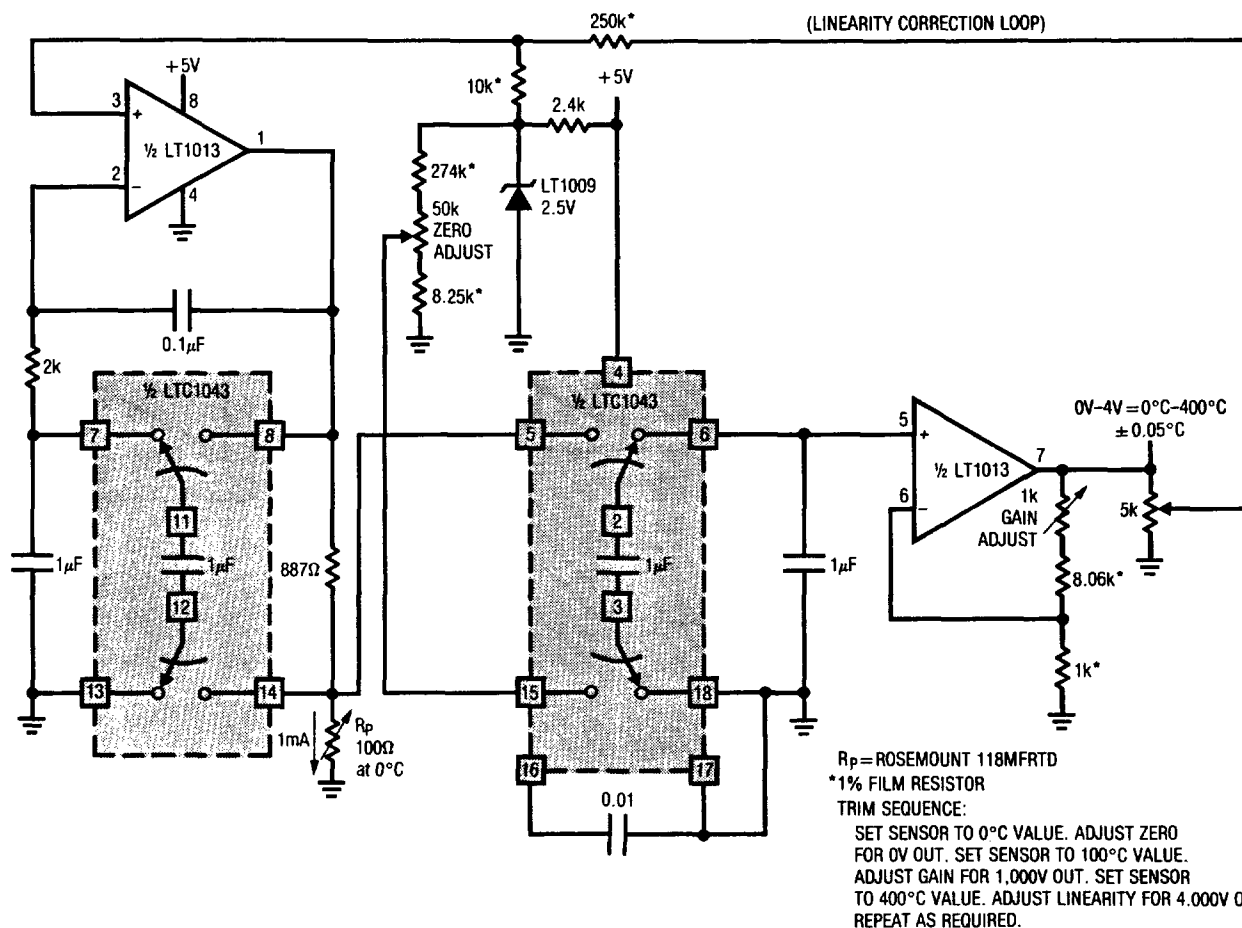 250k*
(LINEARITY CORRECTION LOOP)
+5V
10k*
+5V
3
+
8
2.4k
½ LT1013
1
2
−
4
274k*
LT1009
2.5V
50k
ZERO
ADJUST
8.25k*
0.1µF
2k
½ LTC1043
4
½ LTC1043
0V–4V=0°C–400°C
±0.05°C
7
8
5
6
5
+
7
½ LT1013
6
−
1k
GAIN
ADJUST
5k
11
2
1µF
1µF
887Ω
1µF
1µF
8.06k*
12
3
1k*
13
14
15
18
1mA
RP
100Ω
at 0°C
16
17
0.01
RP=ROSEMOUNT 118MFRTD
*1% FILM RESISTOR
TRIM SEQUENCE:
SET SENSOR TO 0°C VALUE. ADJUST ZERO
FOR 0V OUT. SET SENSOR TO 100°C VALUE.
ADJUST GAIN FOR 1,000V OUT. SET SENSOR
TO 400°C VALUE. ADJUST LINEARITY FOR 4.000V
REPEAT AS REQUIRED.